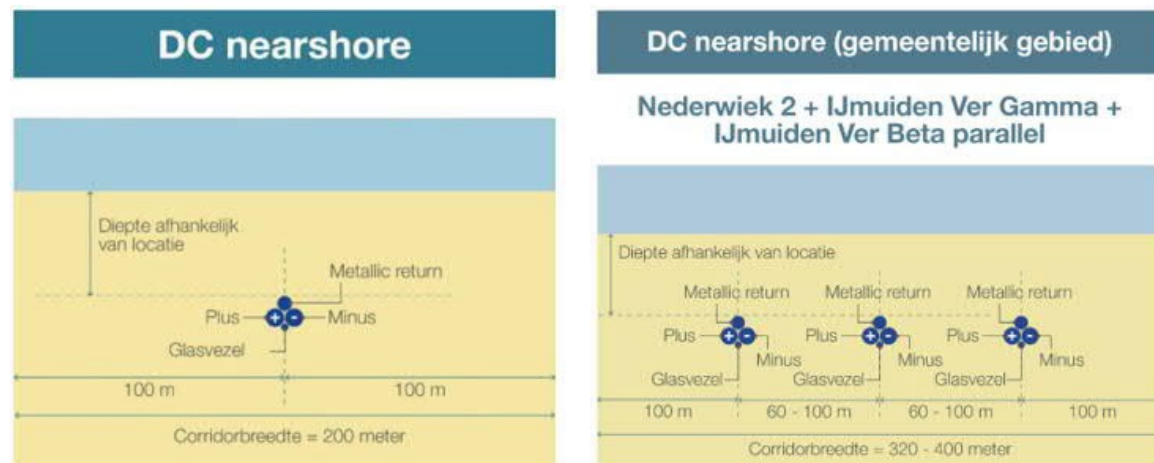 DC nearshore
Diepte afhankelijk
van locatie
Metallic return
Plus
+
-
Minus
Glasvezel
100 m
100 m
Corridorbreedte = 200 meter
DC nearshore (gemeentelijk gebied)
Nederwiek 2 + IJmuiden Ver Gamma +
IJmuiden Ver Beta parallel
Diepte afhankelijk van locatie
Metallic return
Metallic return
Metallic return
Plus
+
-
Plus
+
-
Plus
+
-
Minus
Minus
Minus
Glasvezel
Glasvezel
Glasvezel
100 m
60 - 100 m
60 - 100 m
100 m
Corridorbreedte = 320 - 400 meter